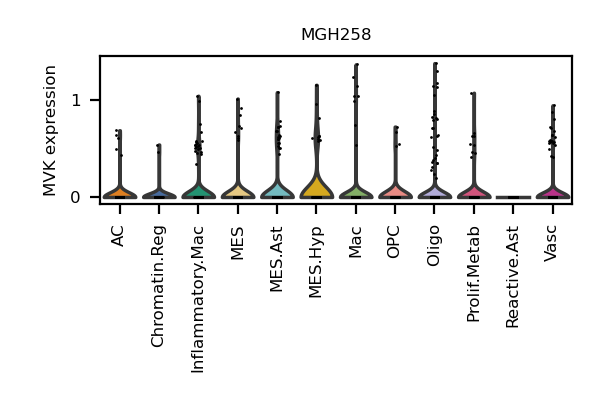 MGH258
MVK expression
1
0
AC
Chromatin.Reg
Inflammatory.Mac
MES
MES.Ast
MES.Hyp
Mac
OPC
Oligo
Prolif.Metab
Reactive.Ast
Vasc